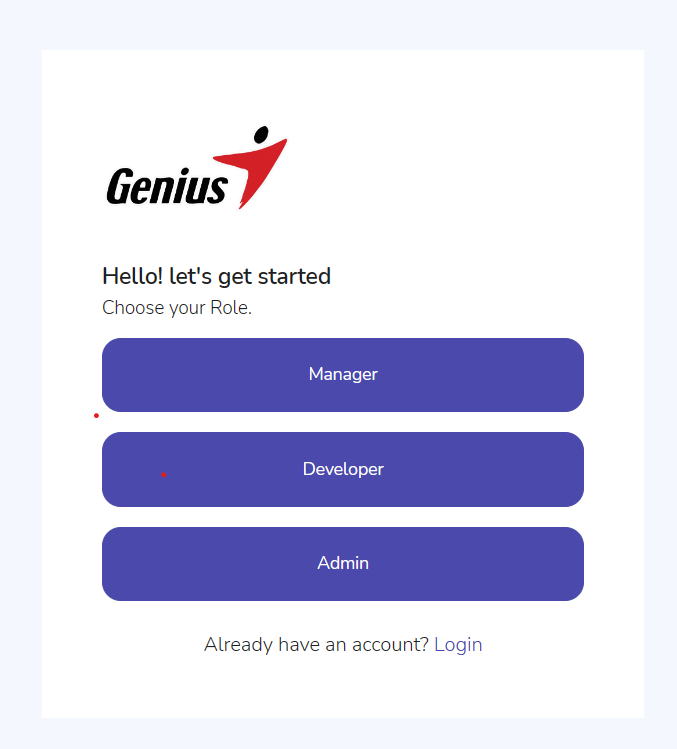 Genius
Hello! let's get started
Choose your Role.
Manager
Developer
Admin
Already have an account? Login